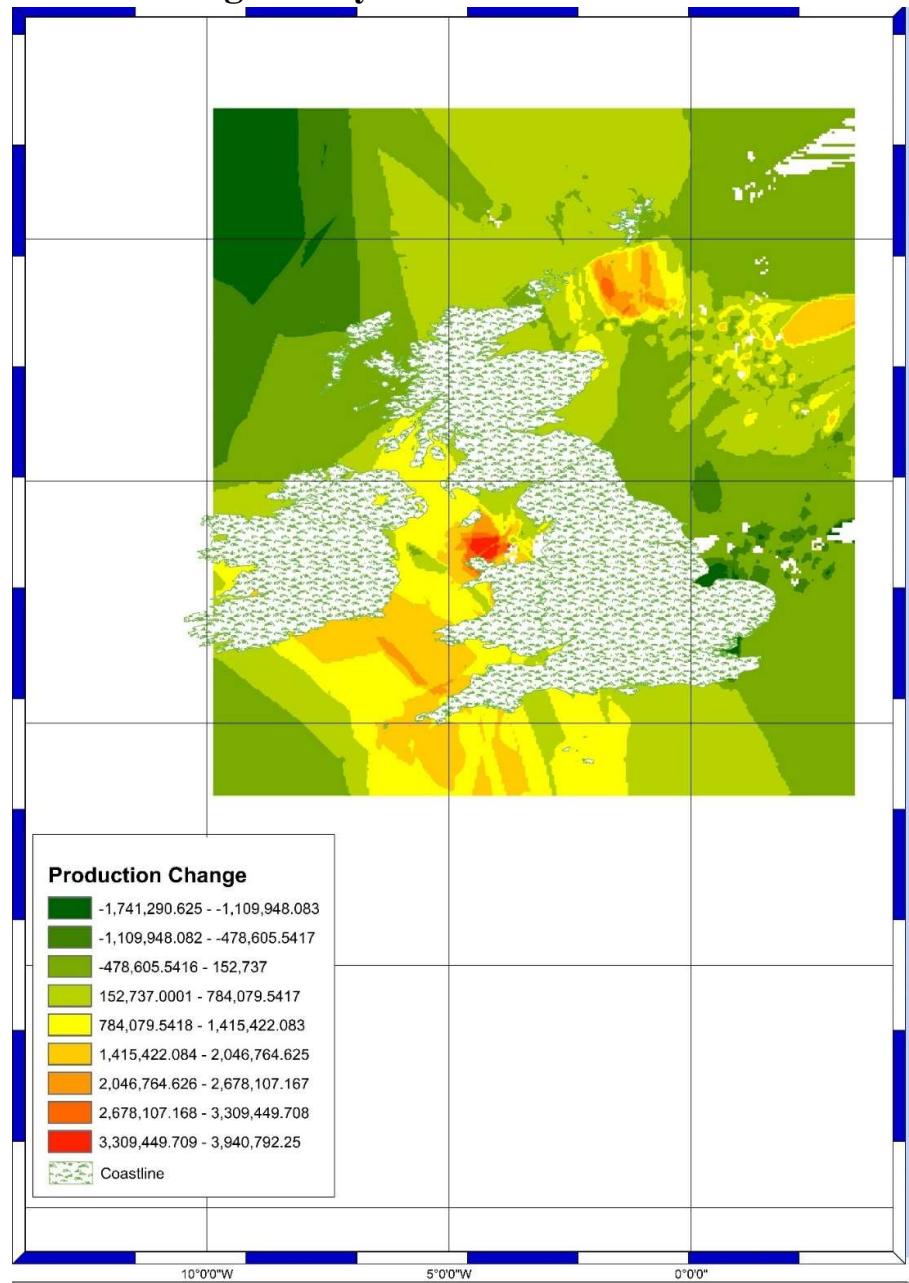 Production Change
-1,741,290.625 - -1,109,948.083
-1,109,948.082 - -478,605.5417
-478,605.5416 - 152,737
152,737.0001 - 784,079.5417
784,079.5418 - 1,415,422.083
1,415,422.084 - 2,046,764.625
2,046,764.626 - 2,678,107.167
2,678,107.168 - 3,309,449.708
3,309,449.709 - 3,940,792.25
Coastline
10°0'0"W 5°0'0"W 0°0'0"